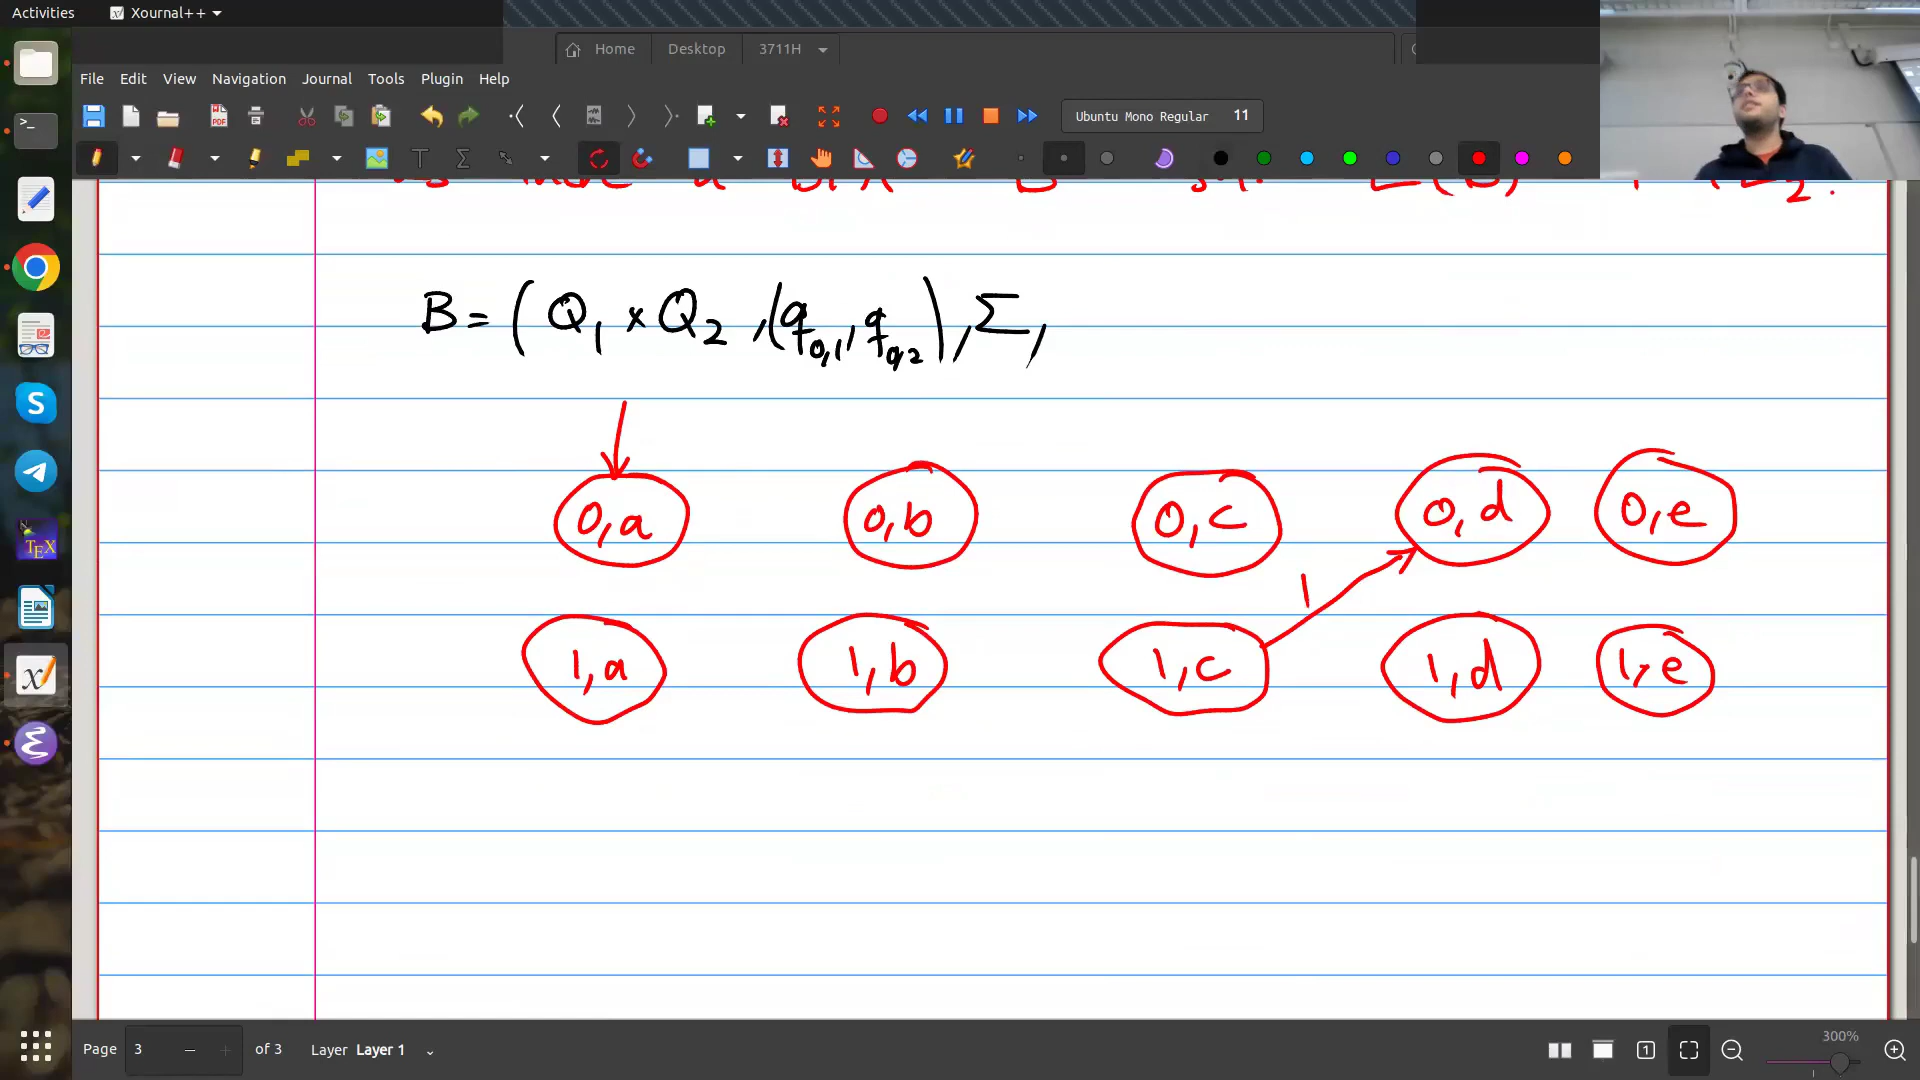 Activities Xournal++
Home Desktop 3711H
File Edit View Navigation Journal Tools Plugin Help
Ubuntu Mono Regular 11
B = ( Q₁ × Q₂ , (q₀,₁ , q₀,₂) , Σ ,
0,a 0,b 0,c 0,d 0,e
1
1,a 1,b 1,c 1,d 1,e
Page 3 of 3 Layer Layer 1 300%